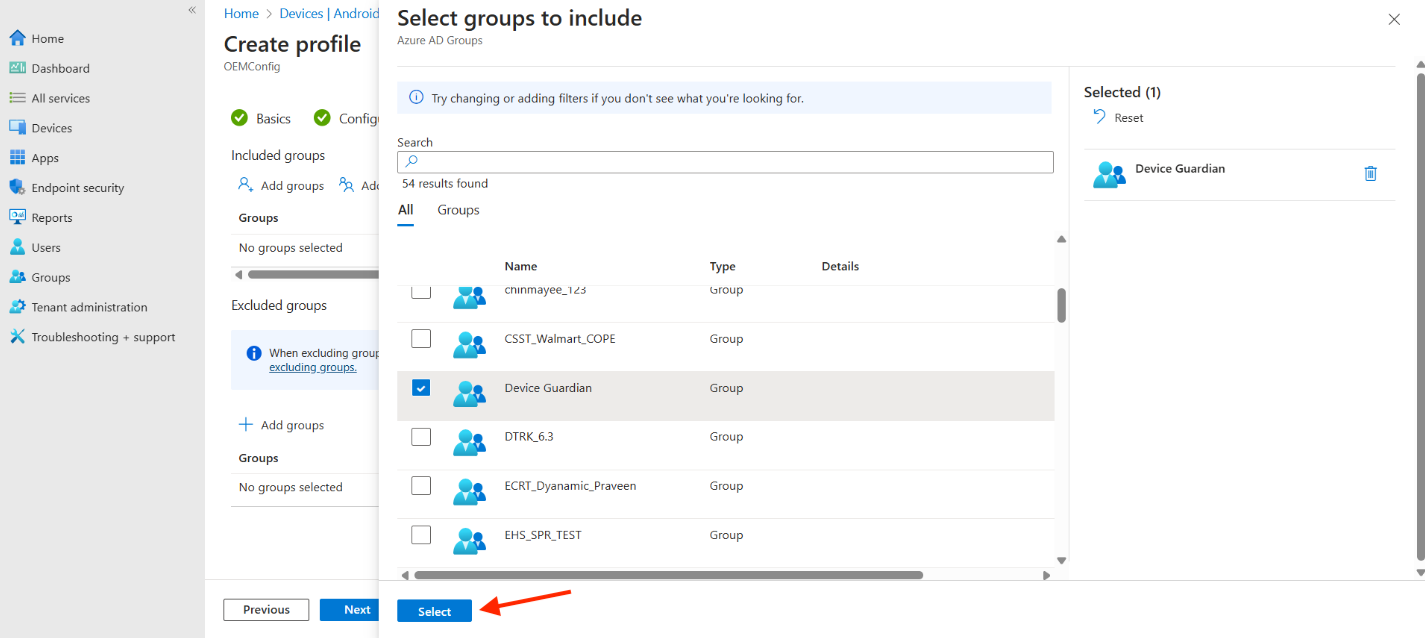 Home
Dashboard
All services
Devices
Apps
Endpoint security
Reports
Users
Groups
Tenant administration
Troubleshooting + support
Home > Devices | Android
Create profile
OEMConfig
Basics
Included groups
Add groups
Groups
No groups selected
Excluded groups
When excluding
excluding groups.
Add groups
Groups
No groups selected
Previous
Next
Select groups to include
Azure AD Groups
Try changing or adding filters if you don't see what you're looking for.
Search
54 results found
All Groups
Name Type Details
chinmayee_123 Group
CSST_Walmart_COPE Group
Device Guardian Group
DTRK_6.3 Group
ECRT_Dyanamic_Praveen Group
EHS_SPR_TEST Group
Select
Selected (1)
Reset
Device Guardian